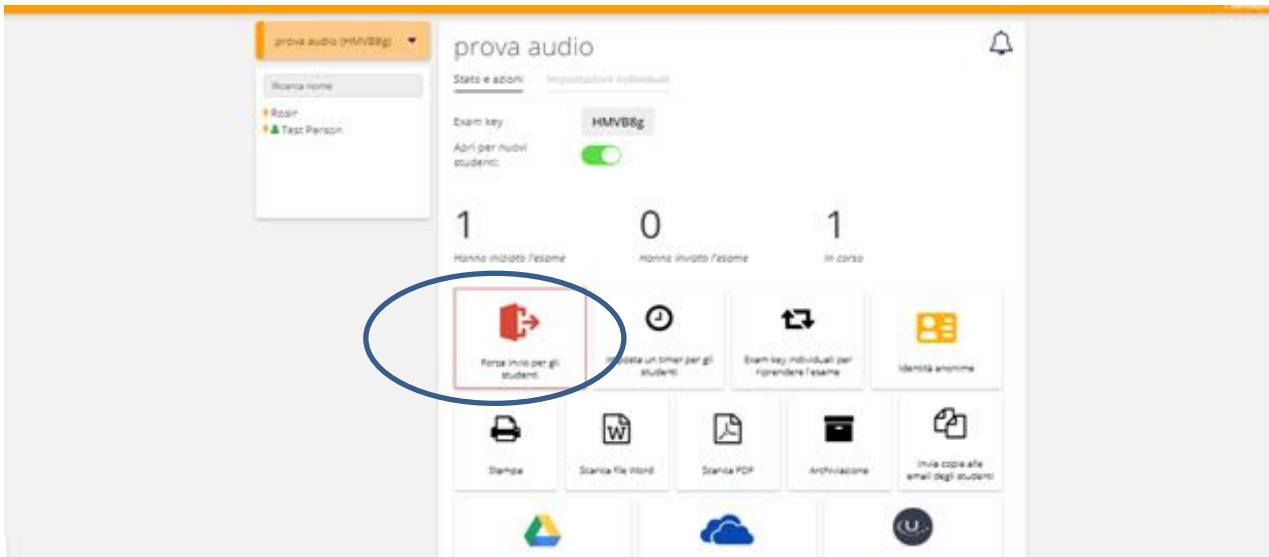 prova audio (HMVB8g)
Ricerca nome
Rosir
Test Person
prova audio
Stato e azioni Impostazioni individuali
Exam key HMVB8g
Apri per nuovi
studenti:
1 0 1
Hanno iniziato l'esame Hanno inviato l'esame In corso
Forza invio per gli
studenti
Imposta un timer per gli
studenti
Exam key individuali per
riprendere l'esame
Identità anonime
Stampa
Scarica file Word
Scarica PDF
Archiviazione
Invia copie alle
email degli studenti